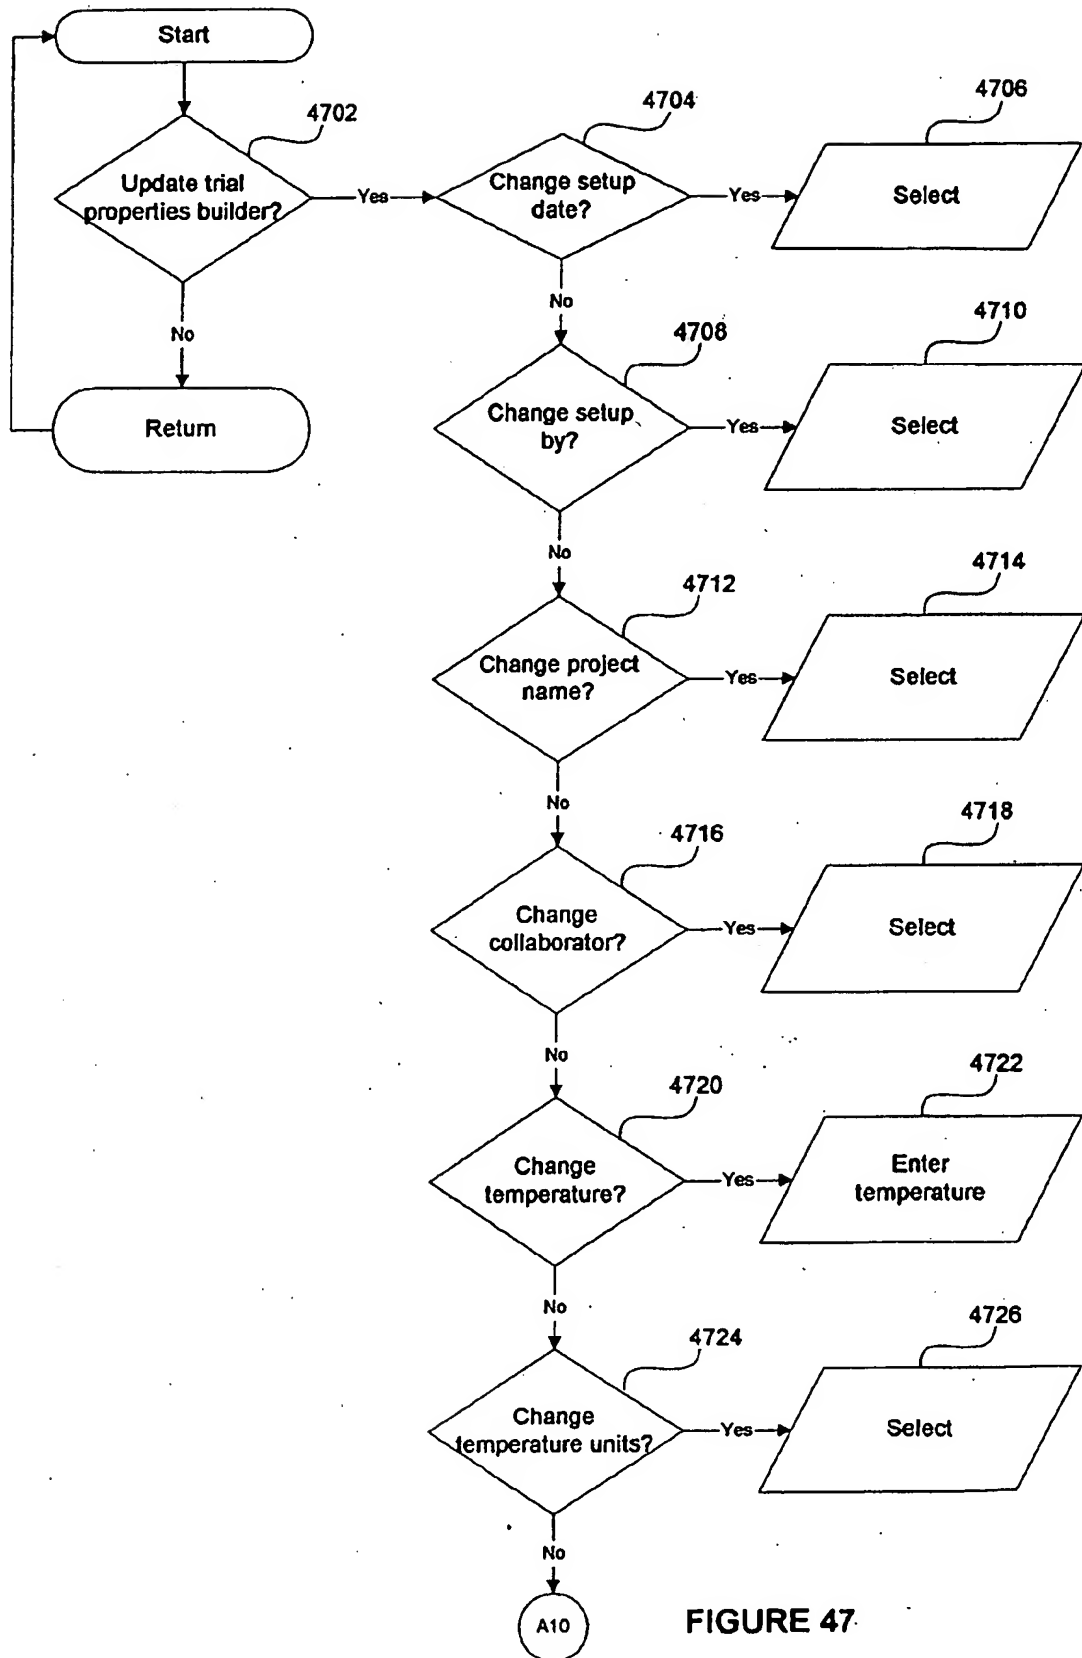 Start
4702
4704
4706
Update trial
properties builder?
Yes
Change setup
date?
Yes
Select
No
No
4708
4710
Return
Change setup
by?
Yes
Select
No
4712
4714
Change project
name?
Yes
Select
No
4716
4718
Change
collaborator?
Yes
Select
No
4720
4722
Change
temperature?
Yes
Enter
temperature
No
4724
4726
Change
temperature units?
Yes
Select
No
A10
FIGURE 47